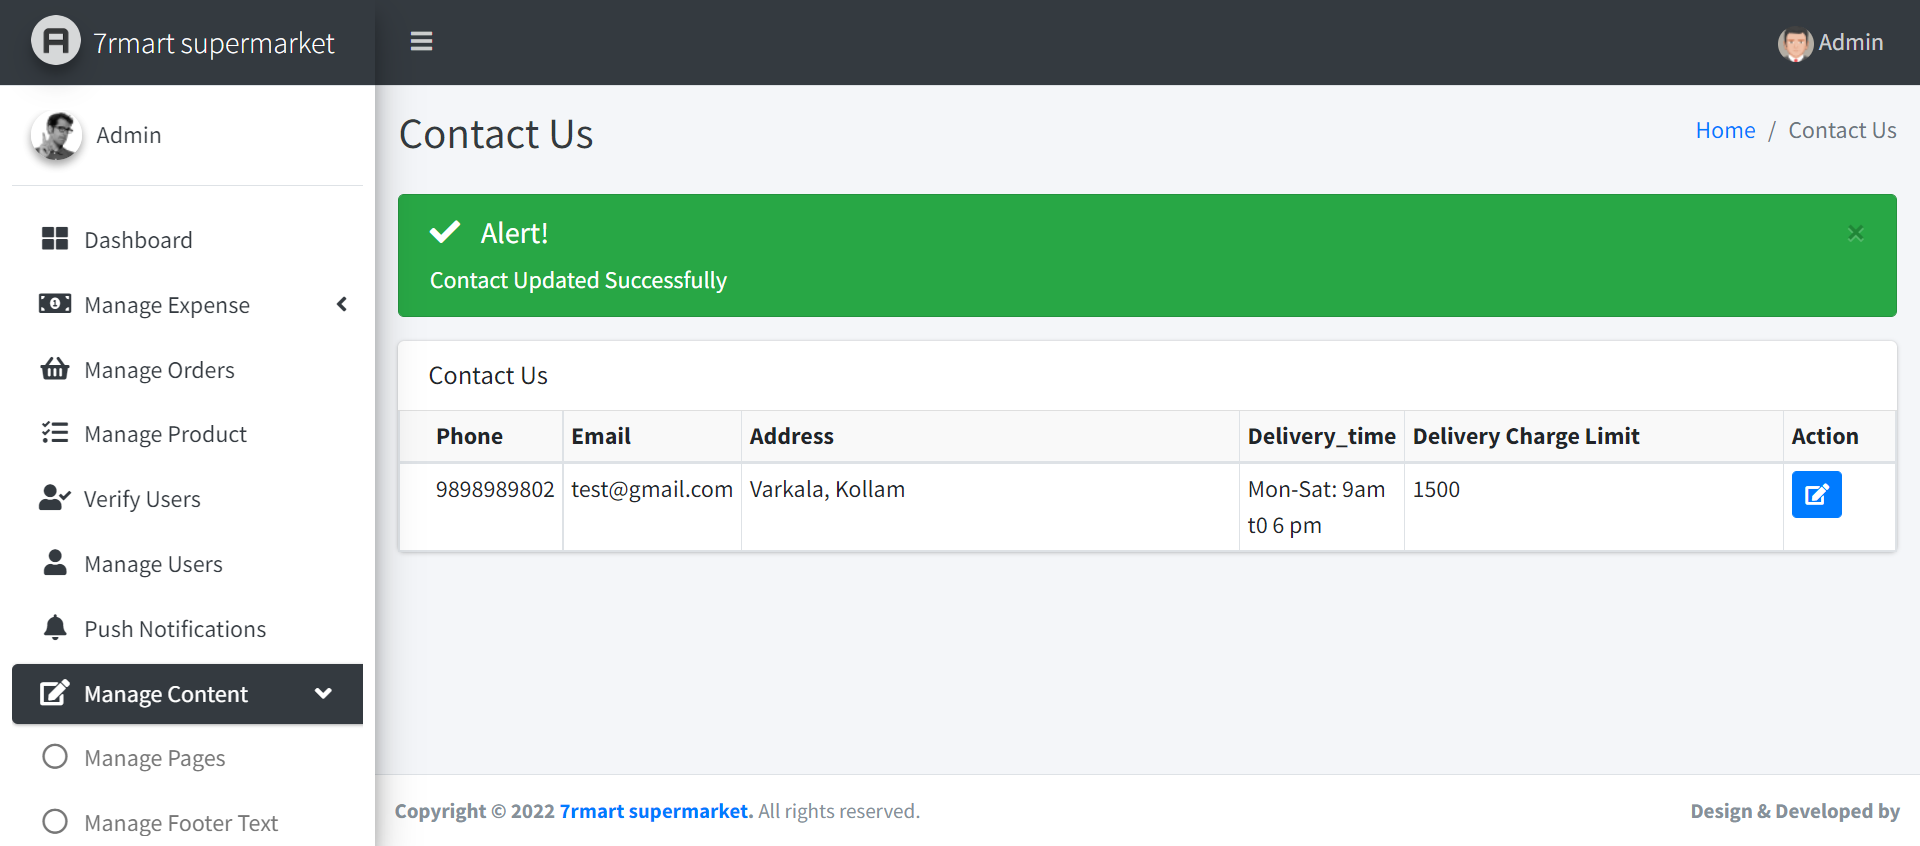 7rmart supermarket
Admin
Admin
Dashboard
Manage Expense
Manage Orders
Manage Product
Verify Users
Manage Users
Push Notifications
Manage Content
Manage Pages
Manage Footer Text
Contact Us
Home / Contact Us
Alert!
×
Contact Updated Successfully
Contact Us
Phone Email Address Delivery_time Delivery Charge Limit Action
9898989802 test@gmail.com Varkala, Kollam Mon-Sat: 9am 1500
t0 6 pm
Copyright © 2022 7rmart supermarket. All rights reserved.
Design & Developed by